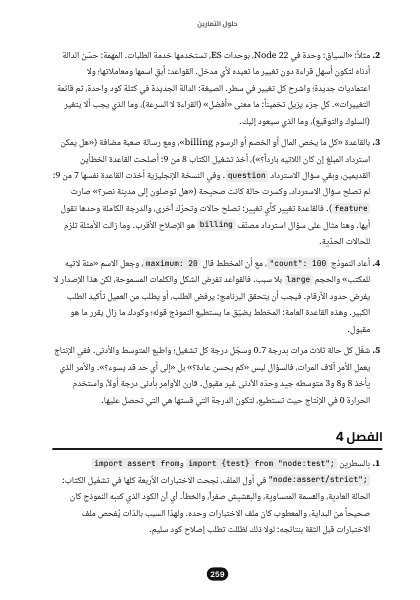 حلول التمارين
2. مثلاً: «السياق: وحدة في Node 22، بوحدات ES، تستخدمها خدمة الطلبات. المهمة: حسّن الدالة
أدناه لتكون أسهل قراءة دون تغيير ما تعيده لأي مدخل. القواعد: أبقِ اسمها ومعاملاتها؛ ولا
اعتماديات جديدة؛ واشرح كل تغيير في سطر. الصيغة: الدالة في كتلة كود واحدة، ثم قائمة
التغييرات». كل جزء يزيل تخميناً: ما معنى «أفضل» (القراءة لا السرعة)، وما الذي يجب ألا يتغير
(السلوك والتوقيع)، وما الذي سيعود إليك.
3. بالقاعدة «كل ما يخص المال أو الخصم أو الرسوم billing»، ومع رسالة صعبة مضافة («هل يمكن
استرداد المبلغ إن كان اللاتيه بارداً؟»)، أخذ تشغيل الكتاب 8 من 9: أصلحت القاعدة الخطأين
القديمين، وبقي سؤال الاسترداد question. وفي النسخة الإنجليزية أخذت القاعدة نفسها 7 من 9:
لم تصلح سؤال الاسترداد، وكسرت حالة كانت صحيحة («هل توصلون إلى مدينة نصر؟» صارت
feature). فالقاعدة تغيير كأي تغيير: تصلح حالات وتحرّك أخرى، والدرجة الكاملة وحدها تقول
أيها. وهنا مثال على سؤال استرداد مصنّف billing هو الإصلاح الأقرب. وما زالت الأمثلة تلزم
للحالات الحدّية.
4. أعاد النموذج "count": 100، مع أن المخطط قال maximum: 20، وجعل الاسم «مئة لاتيه
للمكتب» والحجم large بلا سبب. فالقواعد تفرض الشكل والكلمات المسموحة، لكن هذا الإصدار لا
يفرض حدود الأرقام. فيجب أن يتحقق البرنامج: يرفض الطلب، أو يطلب من العميل تأكيد الطلب
الكبير. وهذه القاعدة العامة: المخطط يضيّق ما يستطيع النموذج قوله؛ وكودك ما زال يقرر ما هو
مقبول.
5. شغّل كل حالة ثلاث مرات بدرجة 0.7 وسجّل درجة كل تشغيل؛ واطبع المتوسط والأدنى. ففي الإنتاج
يعمل الأمر آلاف المرات، فالسؤال ليس «كم يحسن عادة؟» بل «إلى أي حد قد يسوء؟». والأمر الذي
يأخذ 8 و8 و3 متوسطه جيد وحدّه الأدنى غير مقبول. قارن الأوامر بأدنى درجة أولاً، واستخدم
الحرارة 0 في الإنتاج حيث تستطيع، لتكون الدرجة التي قستها هي التي تحصل عليها.
الفصل 4
1. بالسطرين import {test} from "node:test"; وimport assert from
"node:assert/strict"; في أول الملف، نجحت الاختبارات الأربعة كلها في تشغيل الكتاب:
الحالة العادية، والقسمة المتساوية، والبقشيش صفراً، والخطأ. أي أن الكود الذي كتبه النموذج كان
صحيحاً من البداية، والمعطوب كان ملف الاختبارات وحده. ولهذا السبب بالذات يُفحص ملف
الاختبارات قبل الثقة بنتائجه: لولا ذلك لظللت تطلب إصلاح كود سليم.
259